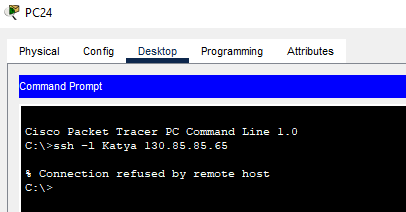 PC24
Physical Config Desktop Programming Attributes
Command Prompt
Cisco Packet Tracer PC Command Line 1.0
C:\>ssh -l Katya 130.85.85.65
% Connection refused by remote host
C:\>